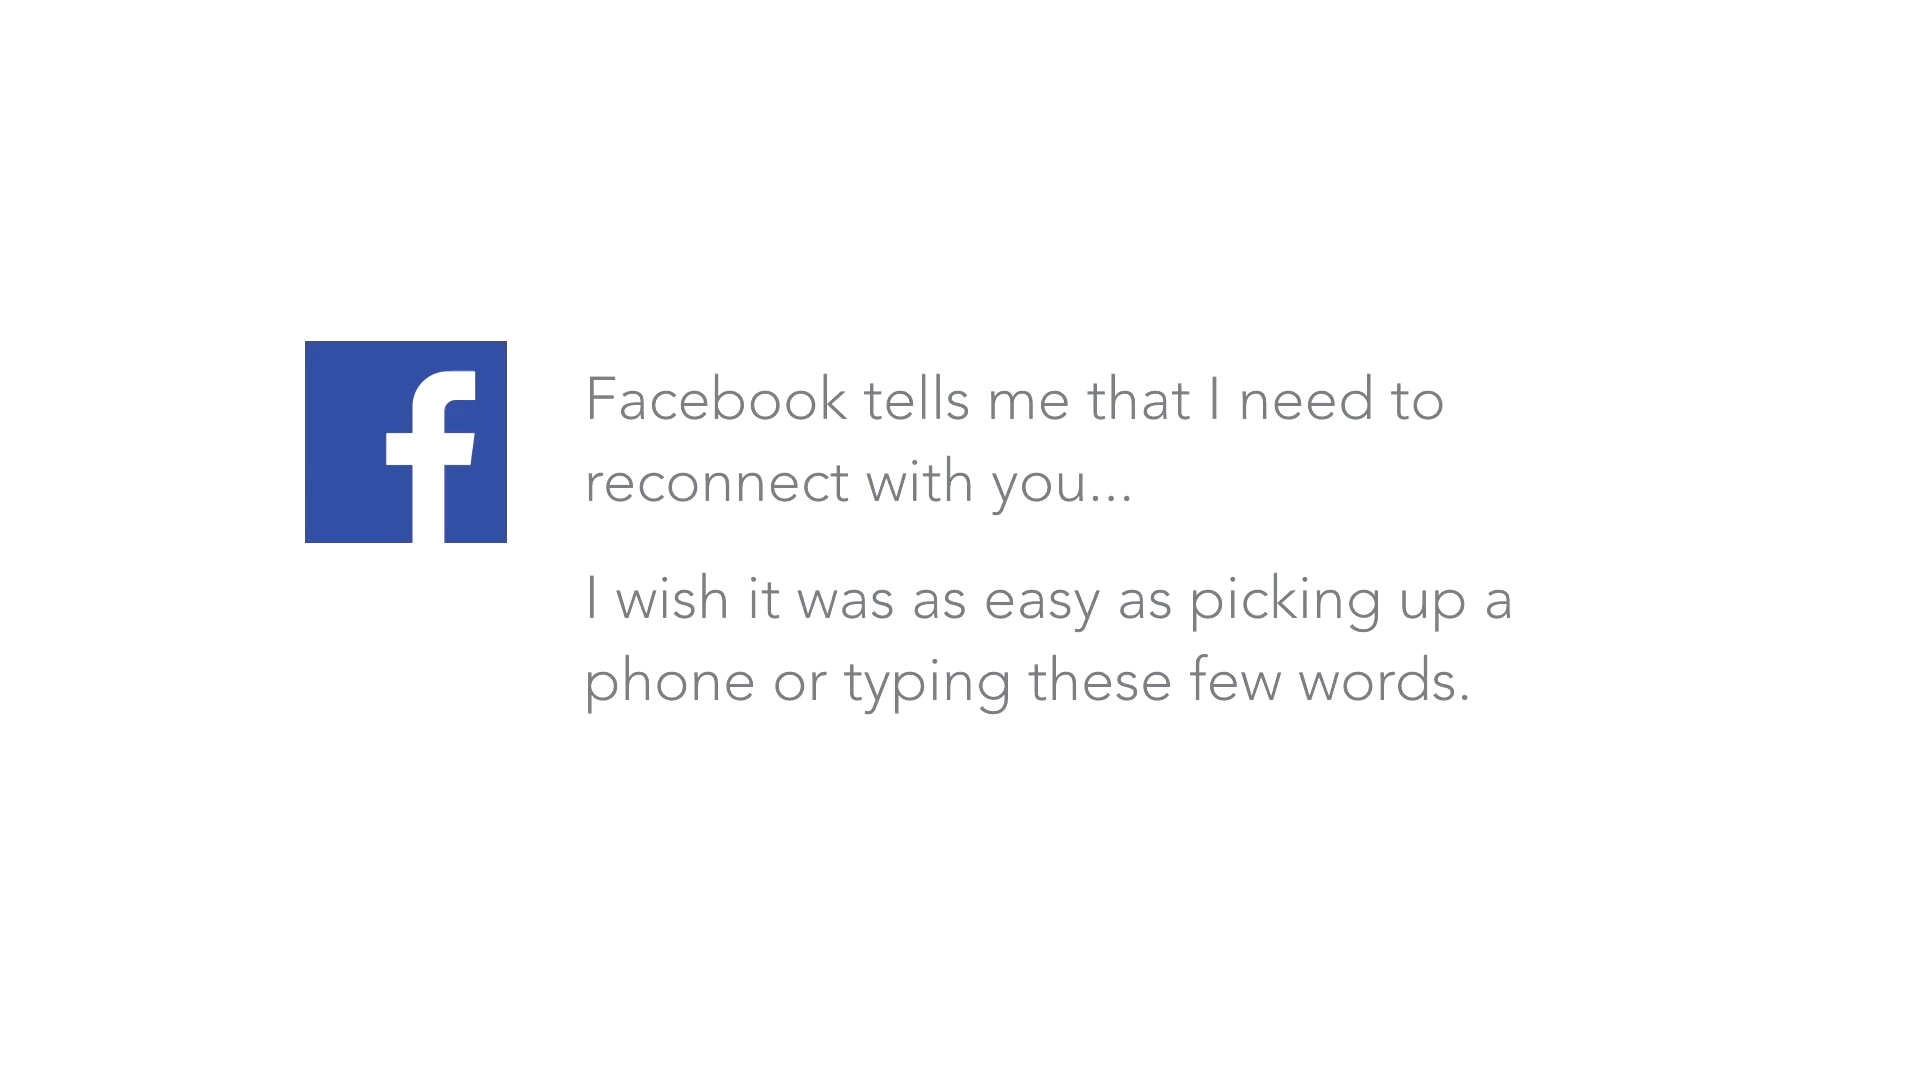 Facebook tells me that I need to
reconnect with you...
I wish it was as easy as picking up a
phone or typing these few words.